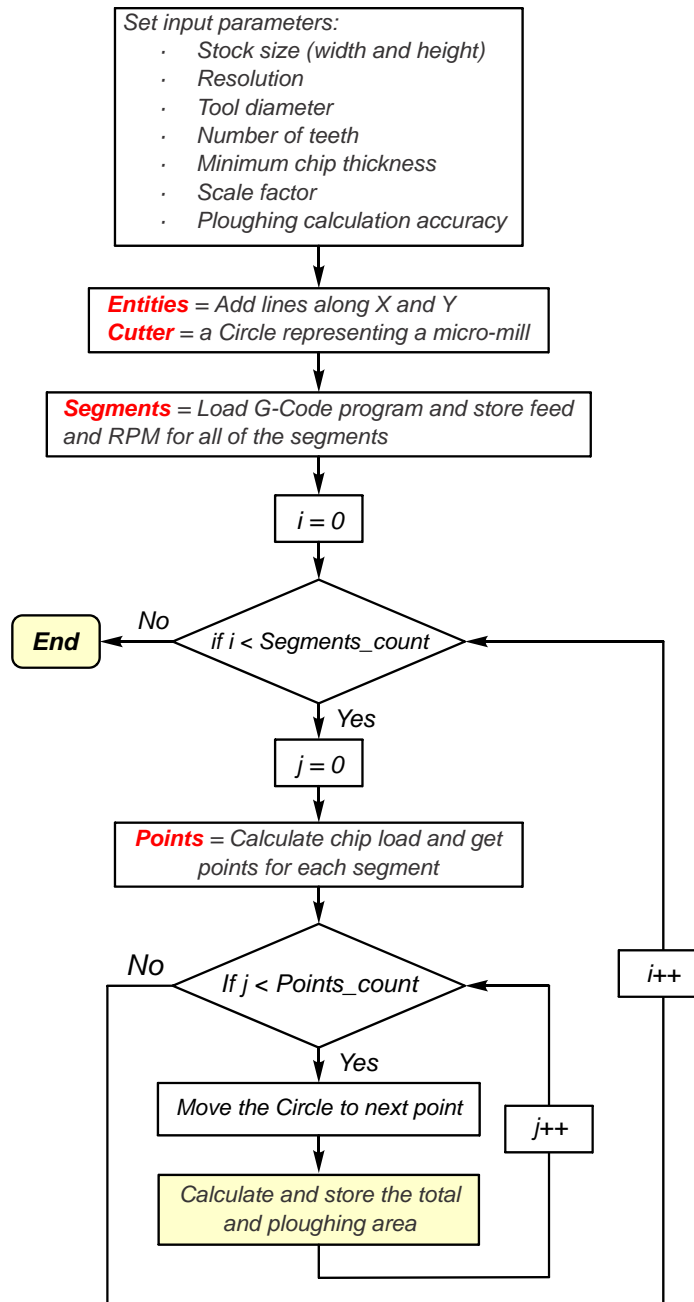 Set input parameters:
· Stock size (width and height)
· Resolution
· Tool diameter
· Number of teeth
· Minimum chip thickness
· Scale factor
· Ploughing calculation accuracy
Entities = Add lines along X and Y
Cutter = a Circle representing a micro-mill
Segments = Load G-Code program and store feed
and RPM for all of the segments
i = 0
if i < Segments_count
No
End
Yes
j = 0
Points = Calculate chip load and get
points for each segment
If j < Points_count
No
Yes
Move the Circle to next point
Calculate and store the total
and ploughing area
j++
i++